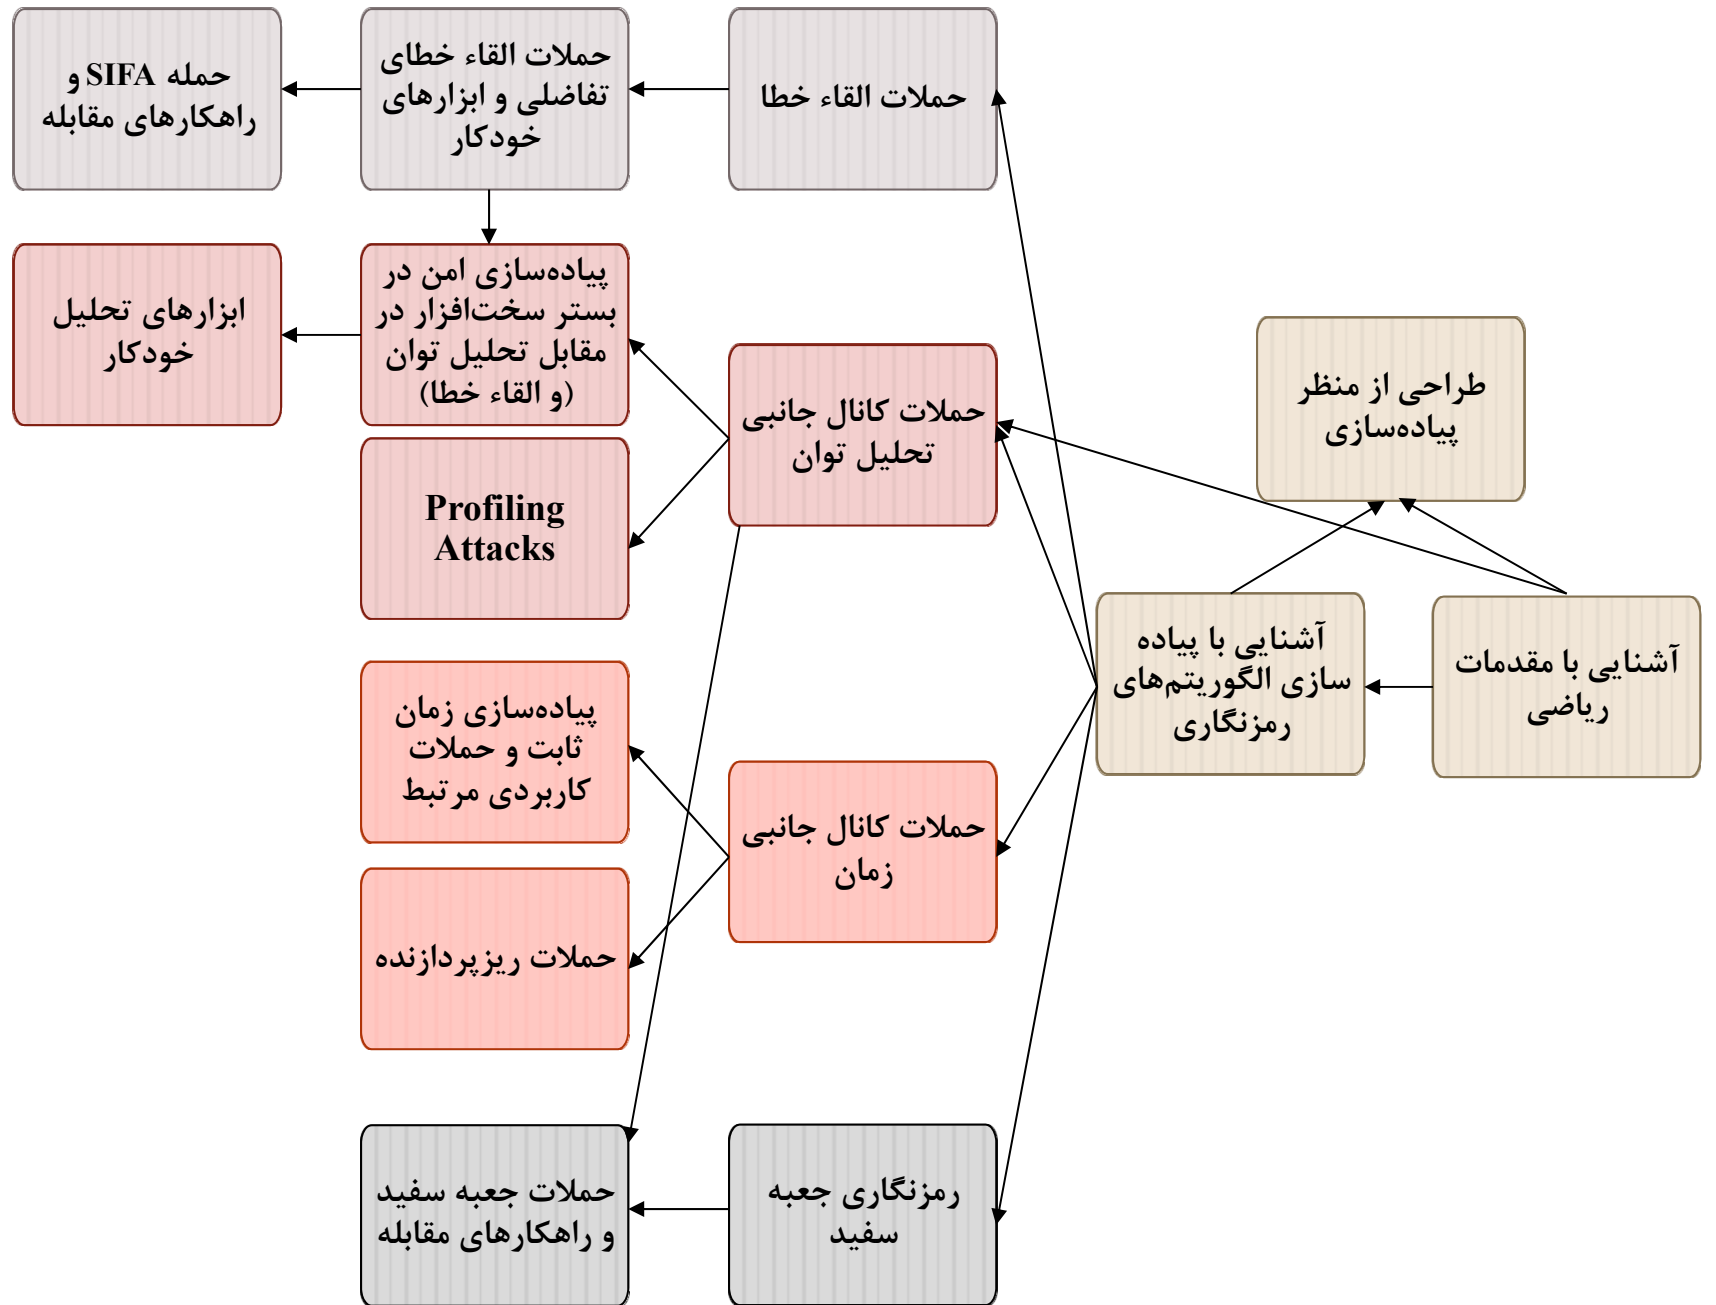 حملات القاء خطا
حملات القاء خطای
تفاضلی و ابزارهای
خودکار
حمله SIFA و
راهکارهای مقابله
پیاده‌سازی امن در
بستر سخت‌افزار در
مقابل تحلیل توان
(و القاء خطا)
ابزارهای تحلیل
خودکار
طراحی از منظر
پیاده‌سازی
حملات کانال جانبی
تحلیل توان
Profiling
Attacks
آشنایی با مقدمات
ریاضی
آشنایی با پیاده
سازی الگوریتم‌های
رمزنگاری
پیاده‌سازی زمان
ثابت و حملات
کاربردی مرتبط
حملات کانال جانبی
زمان
حملات ریزپردازنده
رمزنگاری جعبه
سفید
حملات جعبه سفید
و راهکارهای مقابله